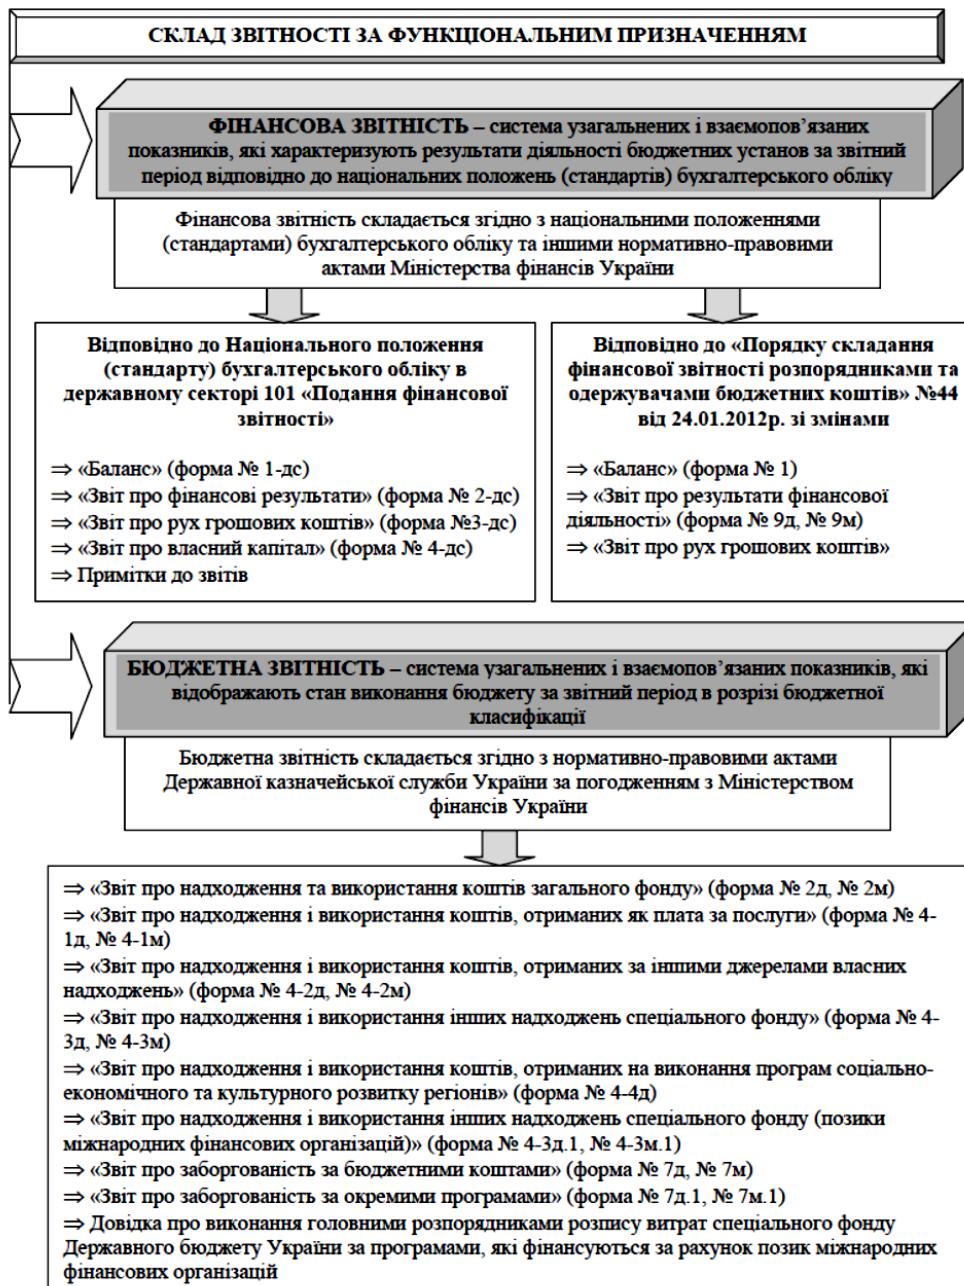 СКЛАД ЗВІТНОСТІ ЗА ФУНКЦІОНАЛЬНИМ ПРИЗНАЧЕННЯМ
ФІНАНСОВА ЗВІТНІСТЬ – система узагальнених і взаємопов’язаних
показників, які характеризують результати діяльності бюджетних установ за звітний
період відповідно до національних положень (стандартів) бухгалтерського обліку
Фінансова звітність складається згідно з національними положеннями
(стандартами) бухгалтерського обліку та іншими нормативно-правовими
актами Міністерства фінансів України
Відповідно до Національного положення
(стандарту) бухгалтерського обліку в
державному секторі 101 «Подання фінансової
звітності»
⇒ «Баланс» (форма № 1-дс)
⇒ «Звіт про фінансові результати» (форма № 2-дс)
⇒ «Звіт про рух грошових коштів» (форма №3-дс)
⇒ «Звіт про власний капітал» (форма № 4-дс)
⇒ Примітки до звітів
Відповідно до «Порядку складання
фінансової звітності розпорядниками та
одержувачами бюджетних коштів» №44
від 24.01.2012р. зі змінами
⇒ «Баланс» (форма № 1)
⇒ «Звіт про результати фінансової
діяльності» (форма № 9д, № 9м)
⇒ «Звіт про рух грошових коштів»
БЮДЖЕТНА ЗВІТНІСТЬ – система узагальнених і взаємопов’язаних показників, які
відображають стан виконання бюджету за звітний період в розрізі бюджетної
класифікації
Бюджетна звітність складається згідно з нормативно-правовими актами
Державної казначейської служби України за погодженням з Міністерством
фінансів України
⇒ «Звіт про надходження та використання коштів загального фонду» (форма № 2д, № 2м)
⇒ «Звіт про надходження і використання коштів, отриманих як плата за послуги» (форма № 4-
1д, № 4-1м)
⇒ «Звіт про надходження і використання коштів, отриманих за іншими джерелами власних
надходжень» (форма № 4-2д, № 4-2м)
⇒ «Звіт про надходження і використання інших надходжень спеціального фонду» (форма № 4-
3д, № 4-3м)
⇒ «Звіт про надходження і використання коштів, отриманих на виконання програм соціально-
економічного та культурного розвитку регіонів» (форма № 4-4д)
⇒ «Звіт про надходження і використання інших надходжень спеціального фонду (позики
міжнародних фінансових організацій)» (форма № 4-3д.1, № 4-3м.1)
⇒ «Звіт про заборгованість за бюджетними коштами» (форма № 7д, № 7м)
⇒ «Звіт про заборгованість за окремими програмами» (форма № 7д.1, № 7м.1)
⇒ Довідка про виконання головними розпорядниками розпису витрат спеціального фонду
Державного бюджету України за програмами, які фінансуються за рахунок позик міжнародних
фінансових організацій